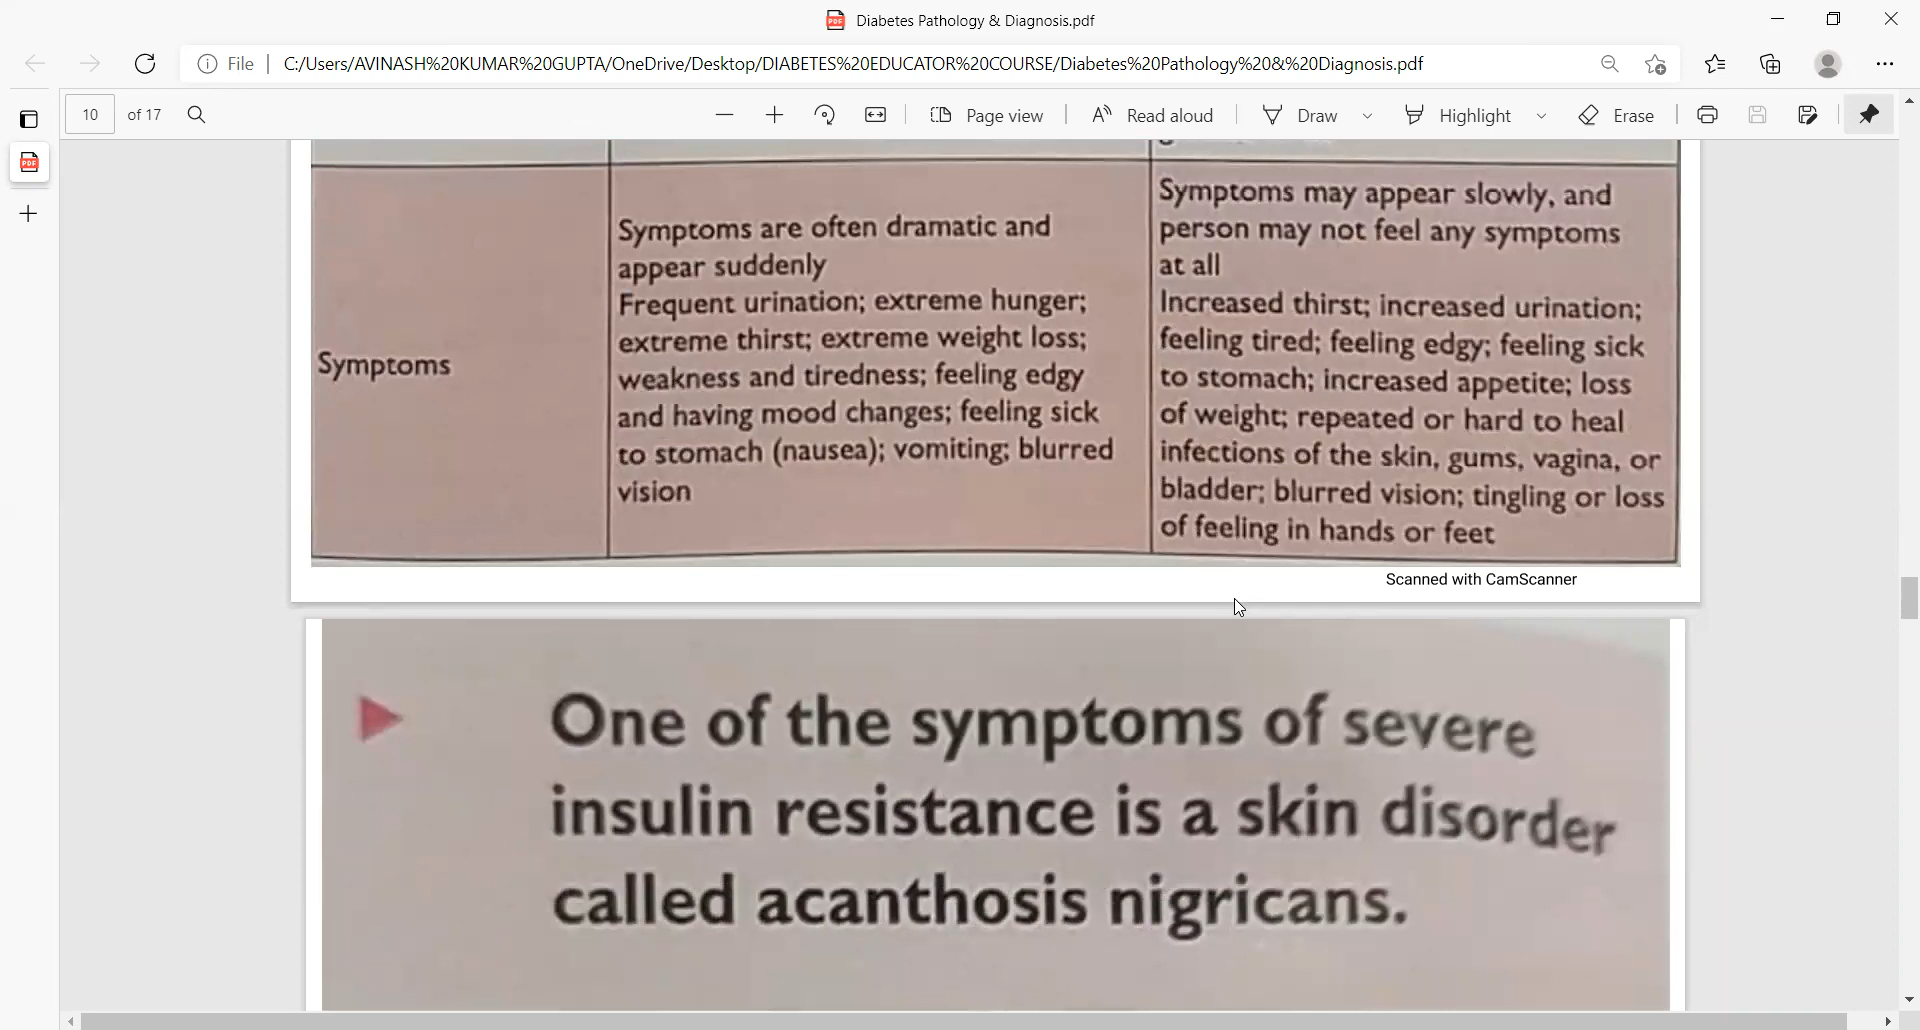 Diabetes Pathology & Diagnosis.pdf
File
C:/Users/AVINASH%20KUMAR%20GUPTA/OneDrive/Desktop/DIABETES%20EDUCATOR%20COURSE/Diabetes%20Pathology%20&%20Diagnosis.pdf
10 of 17
Page view
Read aloud
Draw
Highlight
Erase
Symptoms
Symptoms are often dramatic and
appear suddenly
Frequent urination; extreme hunger;
extreme thirst; extreme weight loss;
weakness and tiredness; feeling edgy
and having mood changes; feeling sick
to stomach (nausea); vomiting; blurred
vision
Symptoms may appear slowly, and
person may not feel any symptoms
at all
Increased thirst; increased urination;
feeling tired; feeling edgy; feeling sick
to stomach; increased appetite; loss
of weight; repeated or hard to heal
infections of the skin, gums, vagina, or
bladder; blurred vision; tingling or loss
of feeling in hands or feet
Scanned with CamScanner
One of the symptoms of severe
insulin resistance is a skin disorder
called acanthosis nigricans.